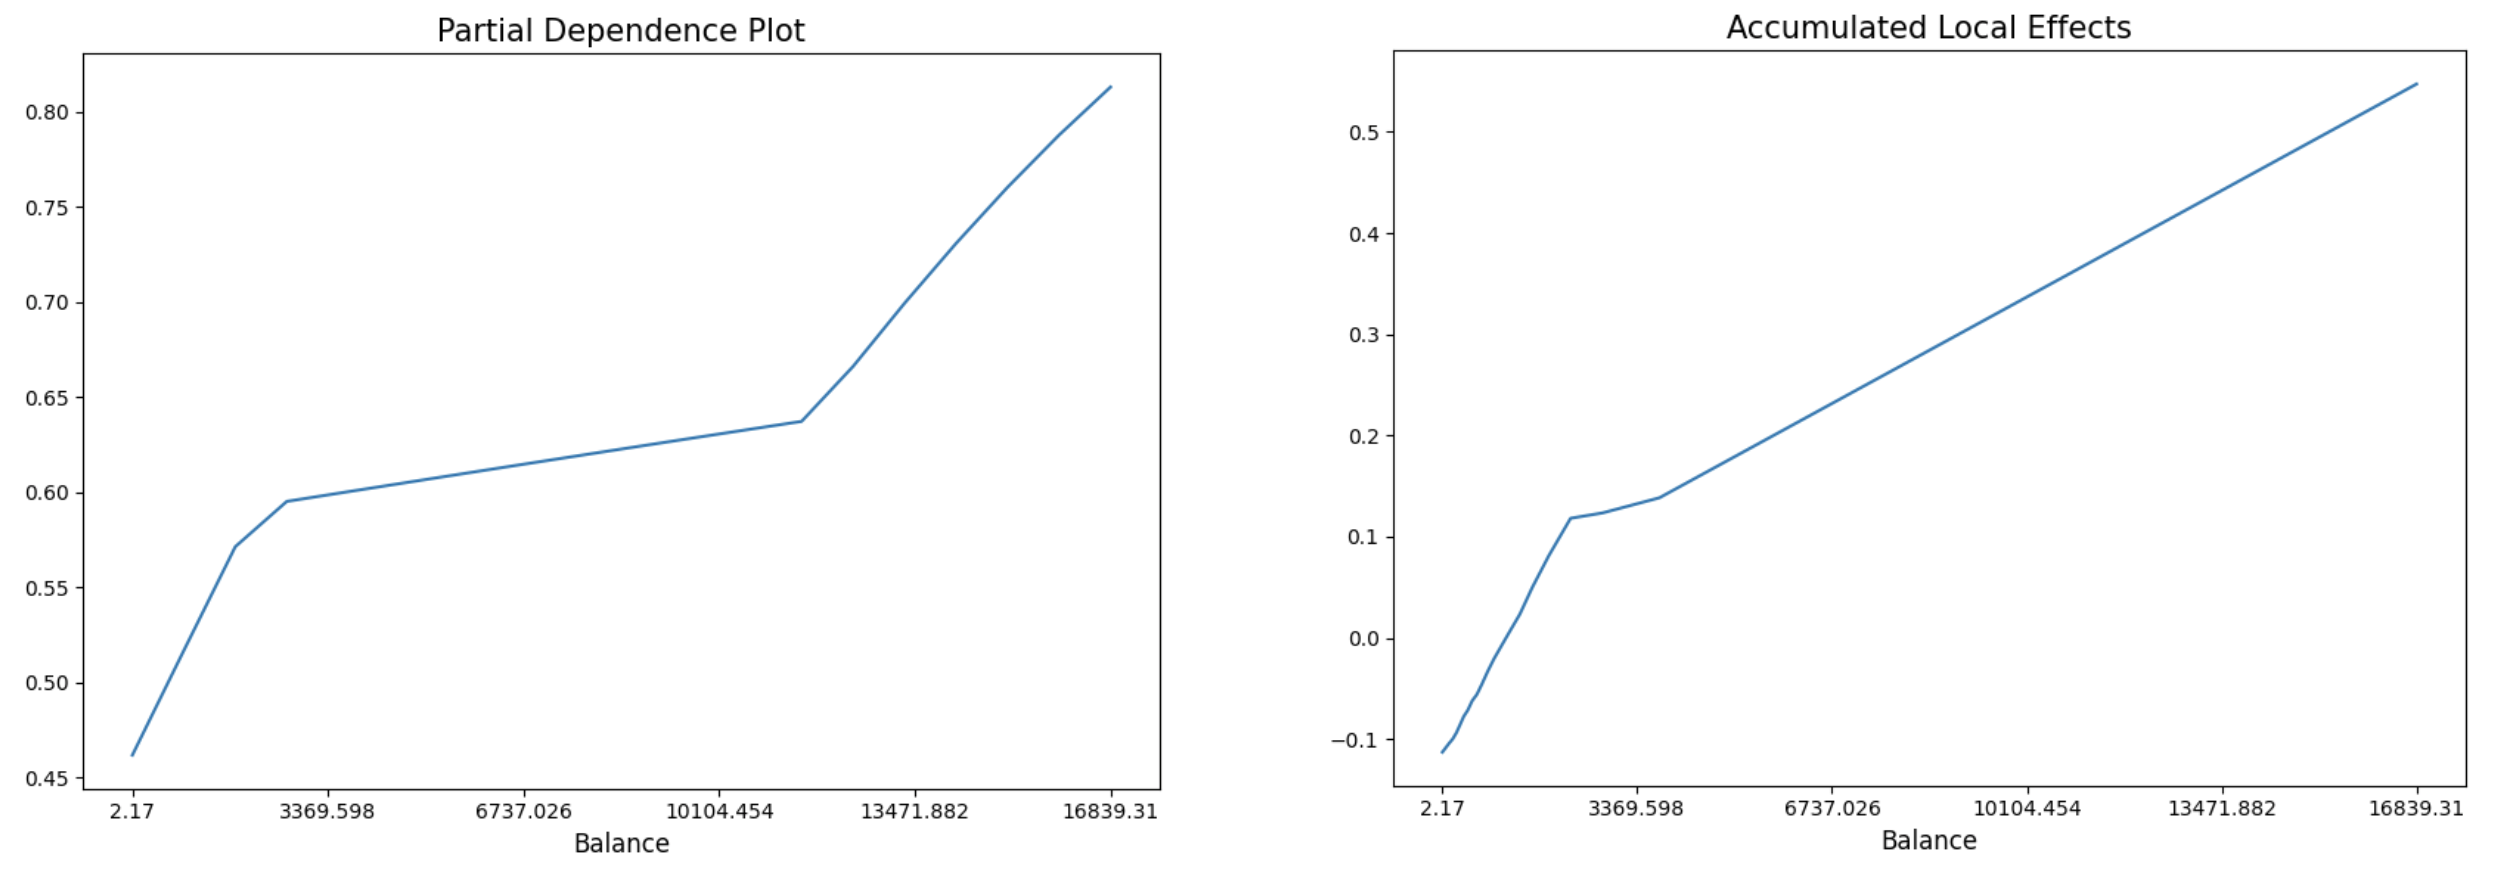 Partial Dependence Plot
0.80
0.75
0.70
0.65
0.60
0.55
0.50
0.45
2.17 3369.598 6737.026 10104.454 13471.882 16839.31
Balance
Accumulated Local Effects
0.5
0.4
0.3
0.2
0.1
0.0
−0.1
2.17 3369.598 6737.026 10104.454 13471.882 16839.31
Balance